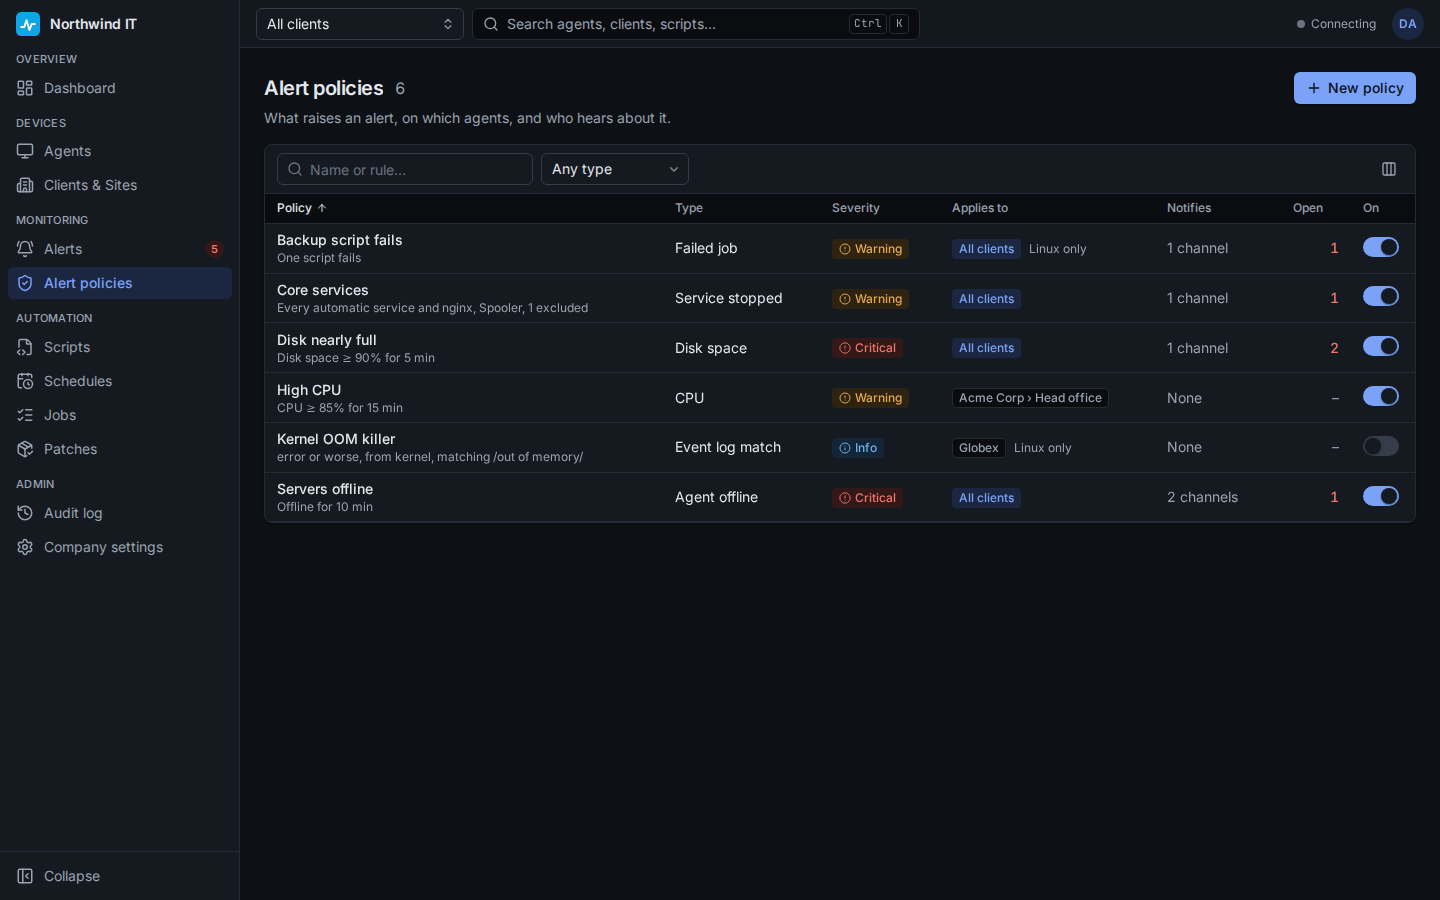 Northwind IT
All clients
Search agents, clients, scripts...
Ctrl K
Connecting
DA
OVERVIEW
Dashboard
DEVICES
Agents
Clients & Sites
MONITORING
Alerts 5
Alert policies
AUTOMATION
Scripts
Schedules
Jobs
Patches
ADMIN
Audit log
Company settings
Collapse
Alert policies 6
New policy
What raises an alert, on which agents, and who hears about it.
Name or rule...
Any type
Policy Type Severity Applies to Notifies Open On
Backup script fails
One script fails
Failed job Warning All clients Linux only 1 channel 1
Core services
Every automatic service and nginx, Spooler, 1 excluded
Service stopped Warning All clients 1 channel 1
Disk nearly full
Disk space ≥ 90% for 5 min
Disk space Critical All clients 1 channel 2
High CPU
CPU ≥ 85% for 15 min
CPU Warning Acme Corp › Head office None –
Kernel OOM killer
error or worse, from kernel, matching /out of memory/
Event log match Info Globex Linux only None –
Servers offline
Offline for 10 min
Agent offline Critical All clients 2 channels 1